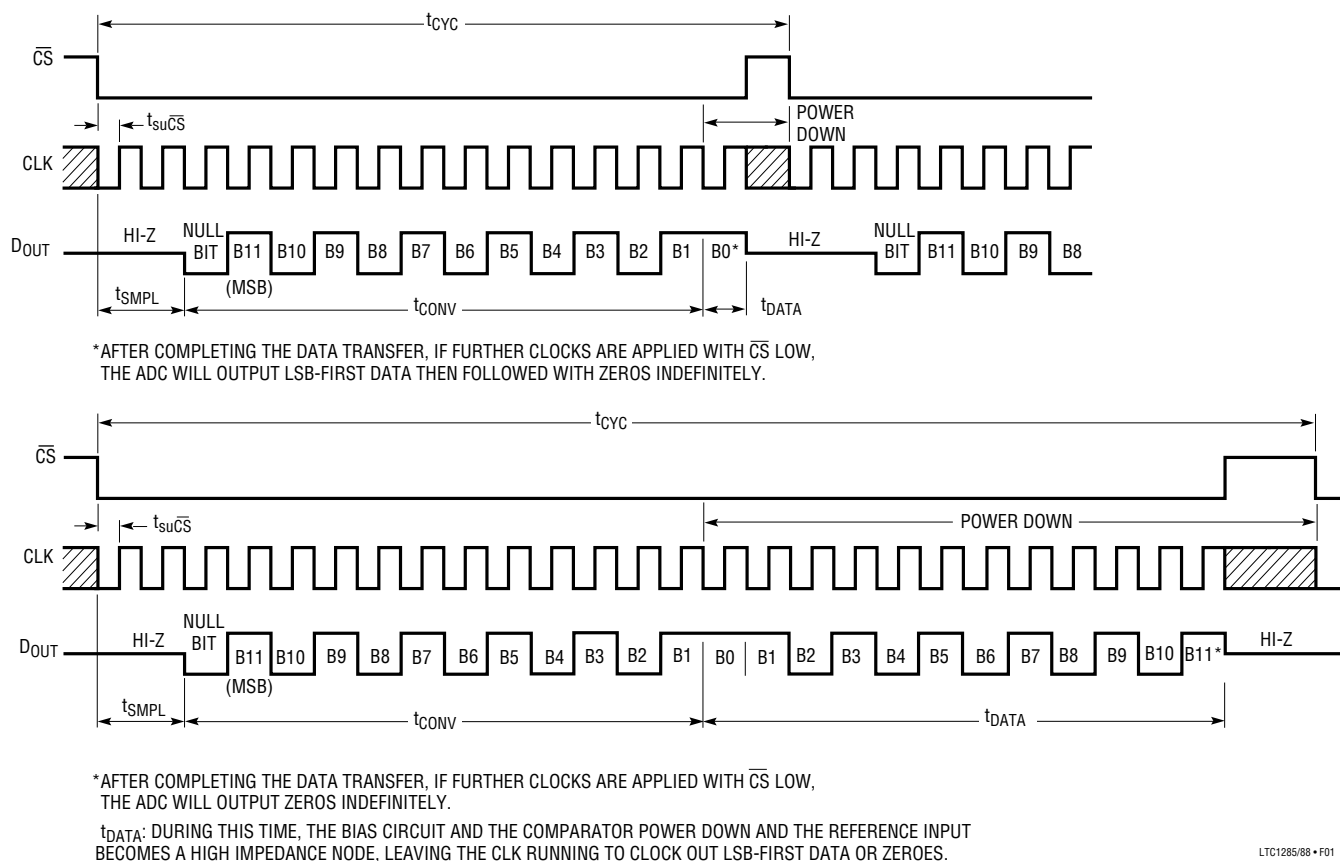 tCYC
C̅S̅
POWER
DOWN
tsuC̅S̅
CLK
DOUT
HI-Z
NULL
BIT
B11
B10
B9
B8
B7
B6
B5
B4
B3
B2
B1
B0*
HI-Z
NULL
BIT
B11
B10
B9
B8
(MSB)
tSMPL
tCONV
tDATA
*AFTER COMPLETING THE DATA TRANSFER, IF FURTHER CLOCKS ARE APPLIED WITH C̅S̅ LOW,
THE ADC WILL OUTPUT LSB-FIRST DATA THEN FOLLOWED WITH ZEROS INDEFINITELY.
tCYC
C̅S̅
tsuC̅S̅
POWER DOWN
CLK
DOUT
HI-Z
NULL
BIT
B11
B10
B9
B8
B7
B6
B5
B4
B3
B2
B1
B0
B1
B2
B3
B4
B5
B6
B7
B8
B9
B10
B11*
HI-Z
(MSB)
tSMPL
tCONV
tDATA
*AFTER COMPLETING THE DATA TRANSFER, IF FURTHER CLOCKS ARE APPLIED WITH C̅S̅ LOW,
THE ADC WILL OUTPUT ZEROS INDEFINITELY.
tDATA: DURING THIS TIME, THE BIAS CIRCUIT AND THE COMPARATOR POWER DOWN AND THE REFERENCE INPUT
BECOMES A HIGH IMPEDANCE NODE, LEAVING THE CLK RUNNING TO CLOCK OUT LSB-FIRST DATA OR ZEROES.
LTC1285/88 • F01